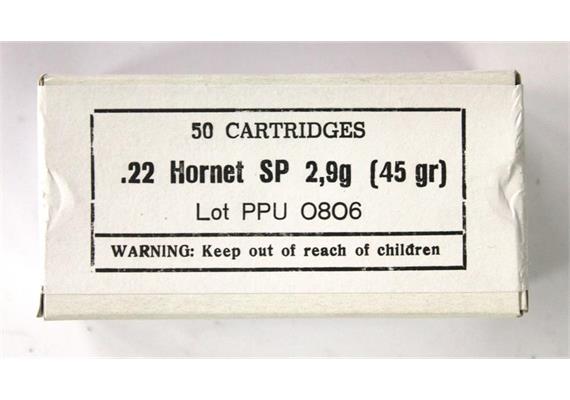 50 CARTRIDGES
.22 Hornet SP 2,9g (45 gr)
Lot PPU 0806
WARNING: Keep out of reach of children